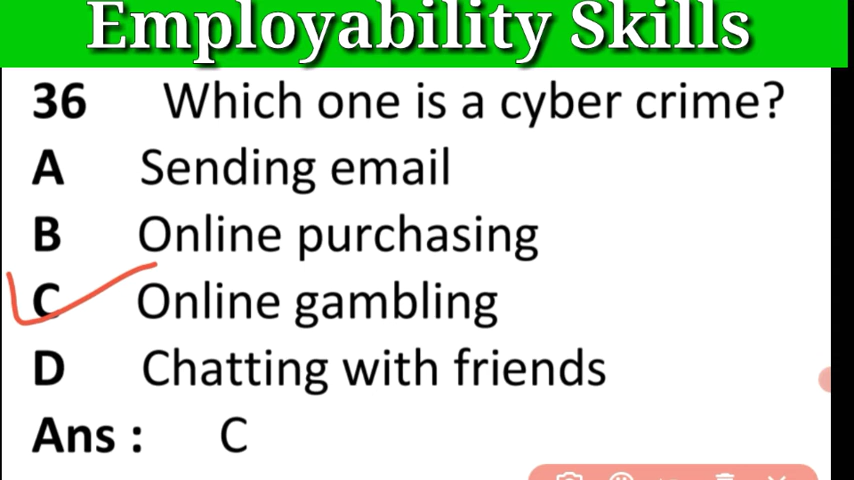 Employability Skills
36 Which one is a cyber crime?
A Sending email
B Online purchasing
C Online gambling
D Chatting with friends
Ans : C